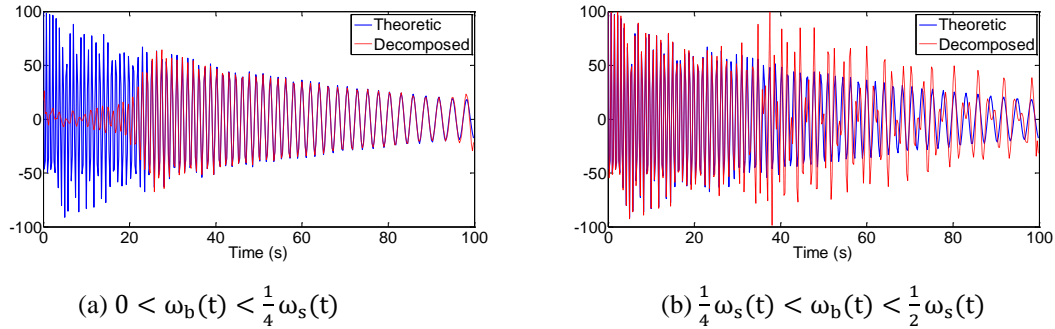 100
50
0
-50
-100
0 20 40 60 80 100
Time (s)
Theoretic
Decomposed
(a) 0 < ω_b(t) < 1/4 ω_s(t)
100
50
0
-50
-100
0 20 40 60 80 100
Time (s)
Theoretic
Decomposed
(b) 1/4 ω_s(t) < ω_b(t) < 1/2 ω_s(t)